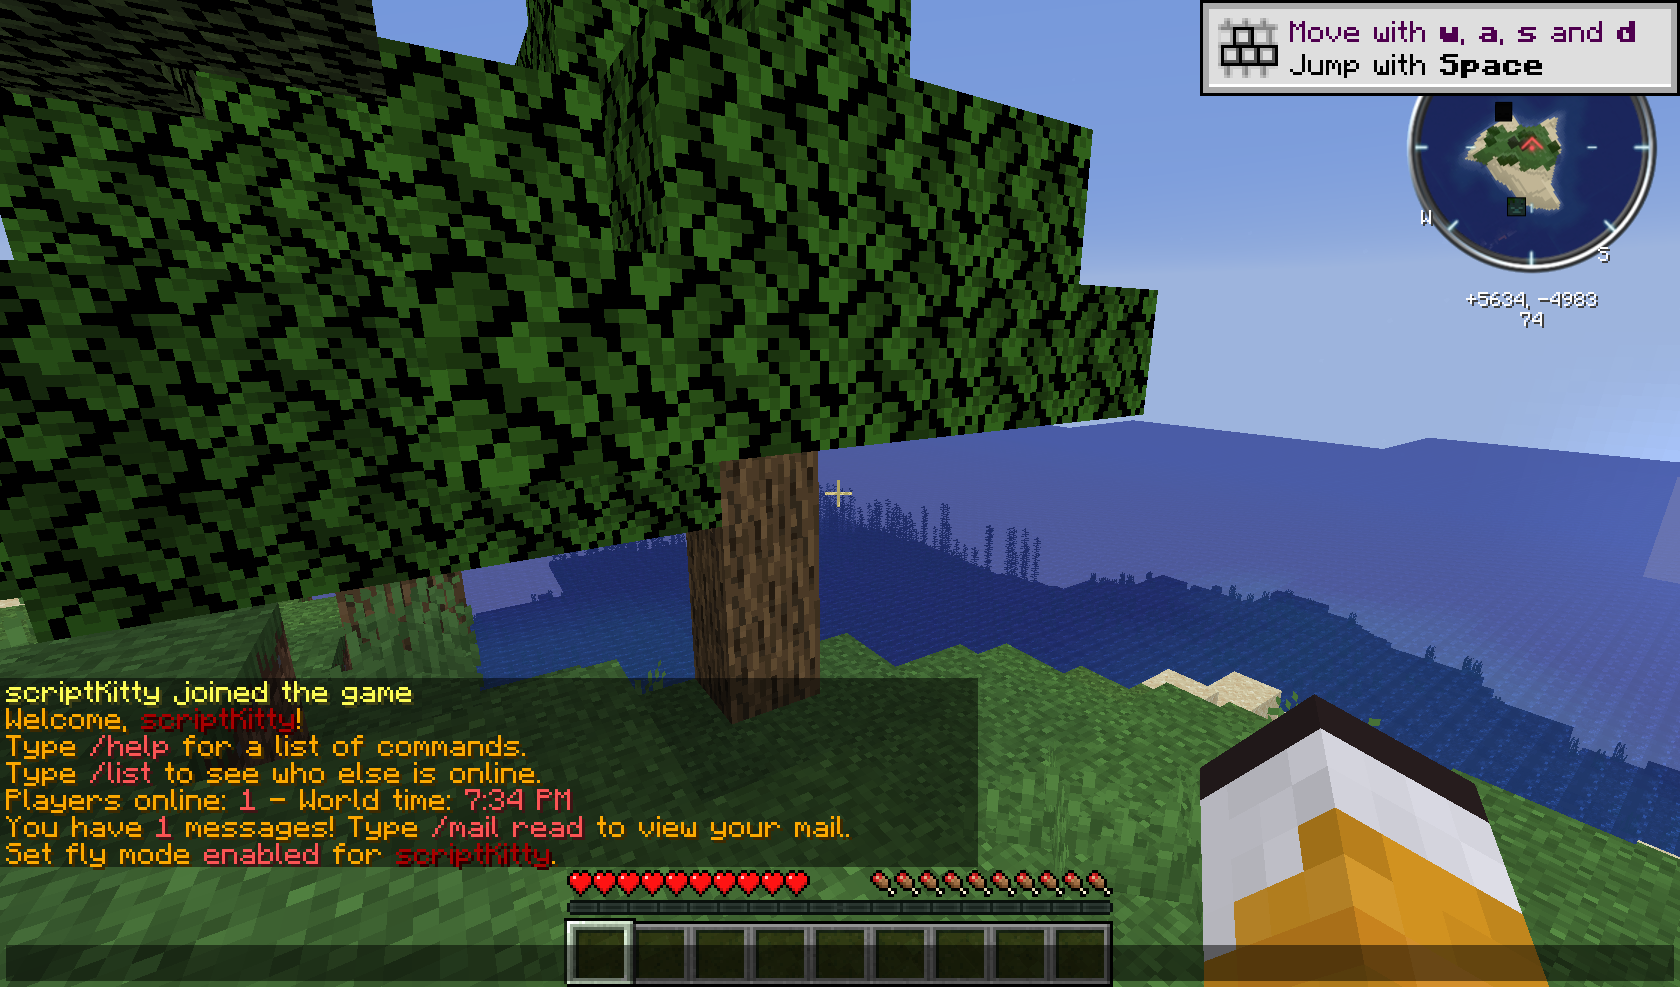 Move with w, a, s and d
Jump with Space
W
S
+5634, -4983
74
scriptKitty joined the game
Welcome, scriptKitty!
Type /help for a list of commands.
Type /list to see who else is online.
Players online: 1 - World time: 7:34 PM
You have 1 messages! Type /mail read to view your mail.
Set fly mode enabled for scriptKitty.